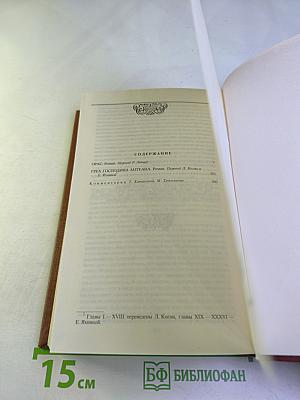 СОДЕРЖАНИЕ
ОРАС. Роман. Перевод Р.
ГРЕХ ГОСПОДИНА АНТУАНА. Роман. Перевод Л. Когана и
Е. Яхниной
Комментарии
¹ Главы I — XVIII переведены Л. Коган, главы XIX — XXXVI —
Е. Яхниной.
15 см
БФ БИБЛИОФАН